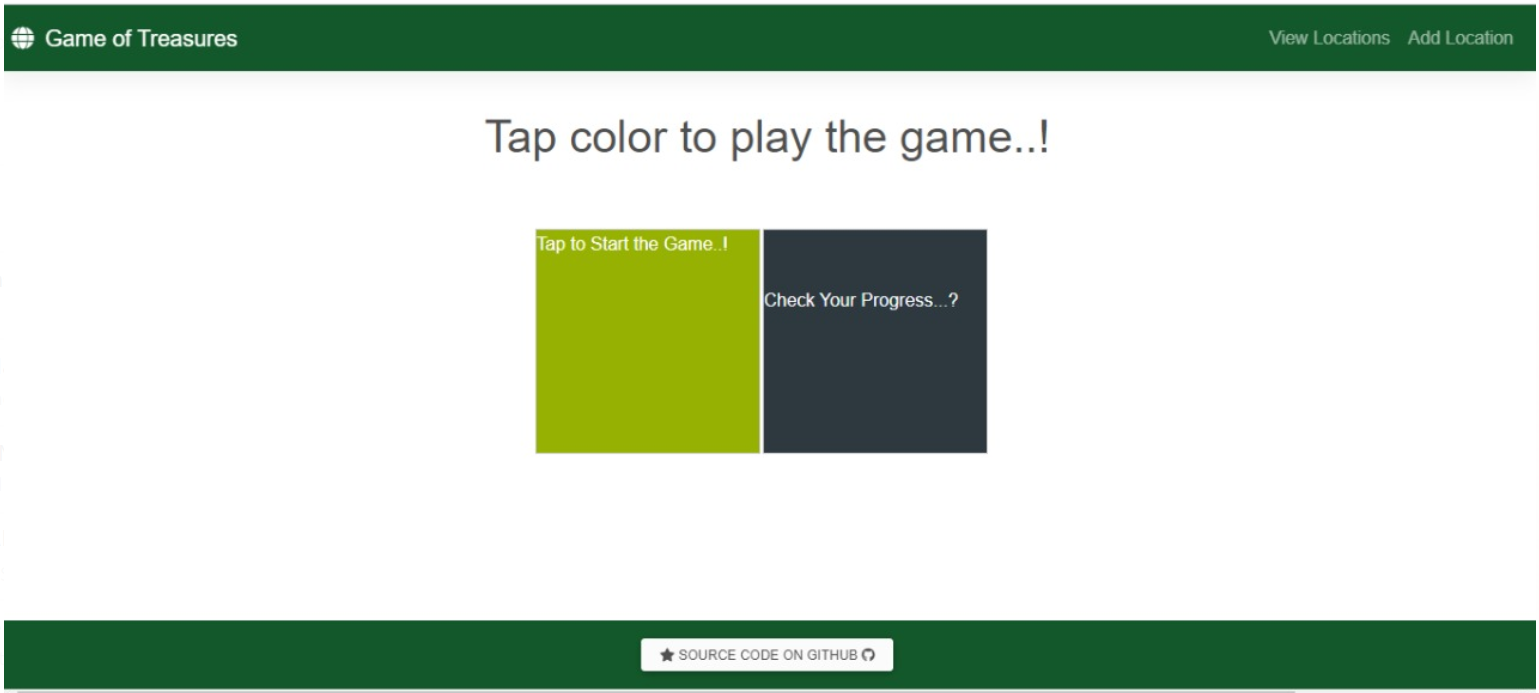 Game of Treasures
View Locations Add Location
Tap color to play the game..!
Tap to Start the Game..!
Check Your Progress...?
SOURCE CODE ON GITHUB